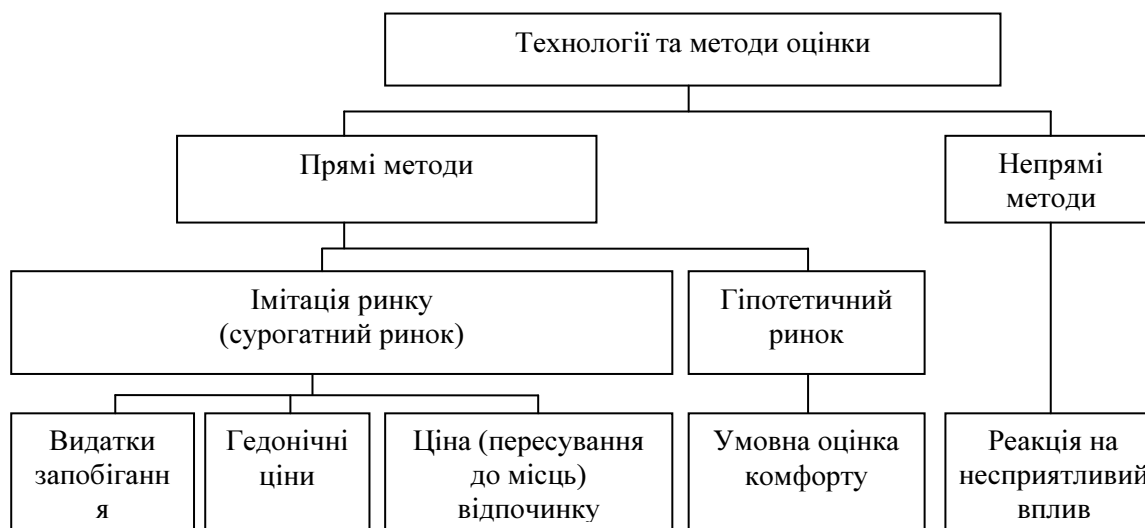 Технології та методи оцінки
Прямі методи
Непрямі
методи
Імітація ринку
(сурогатний ринок)
Гіпотетичний
ринок
Видатки
запобіганн
я
Гедонічні
ціни
Ціна (пересування
до місць)
відпочинку
Умовна оцінка
комфорту
Реакція на
несприятливий
вплив